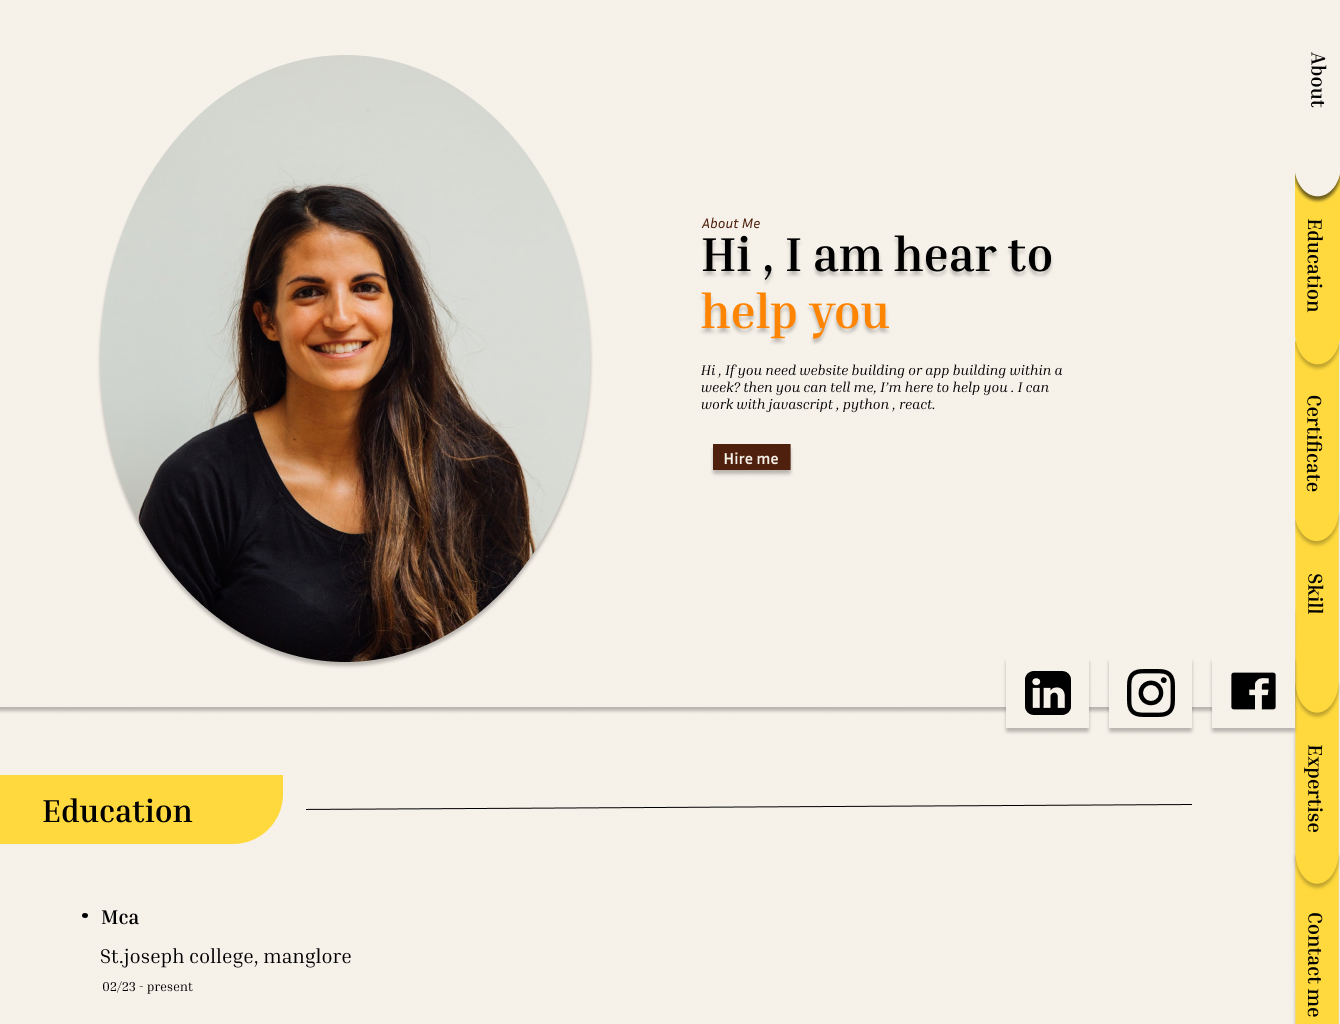 About
Education
Certificate
Skill
Expertise
Contact me
About Me
Hi , I am hear to
help you
Hi , If you need website building or app building within a
week? then you can tell me, I'm here to help you . I can
work with javascript , python , react.
Hire me
in
Education
• Mca
St.joseph college, manglore
02/23 - present